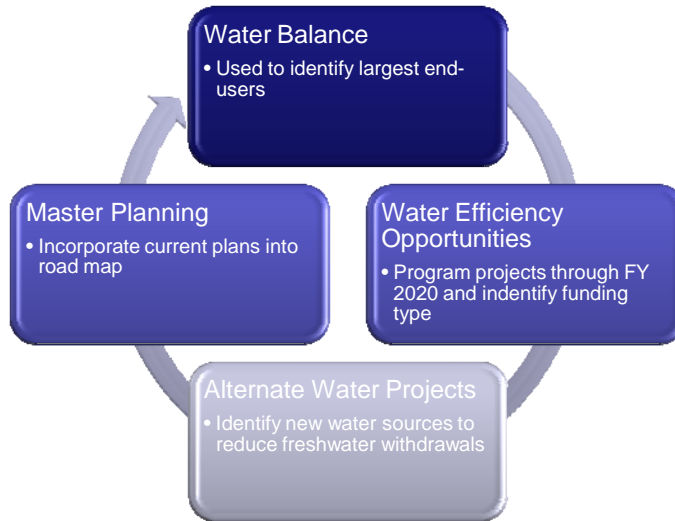 Water Balance
• Used to identify largest end-
users
Master Planning
• Incorporate current plans into
road map
Water Efficiency
Opportunities
• Program projects through FY
2020 and indentify funding
type
Alternate Water Projects
• Identify new water sources to
reduce freshwater withdrawals